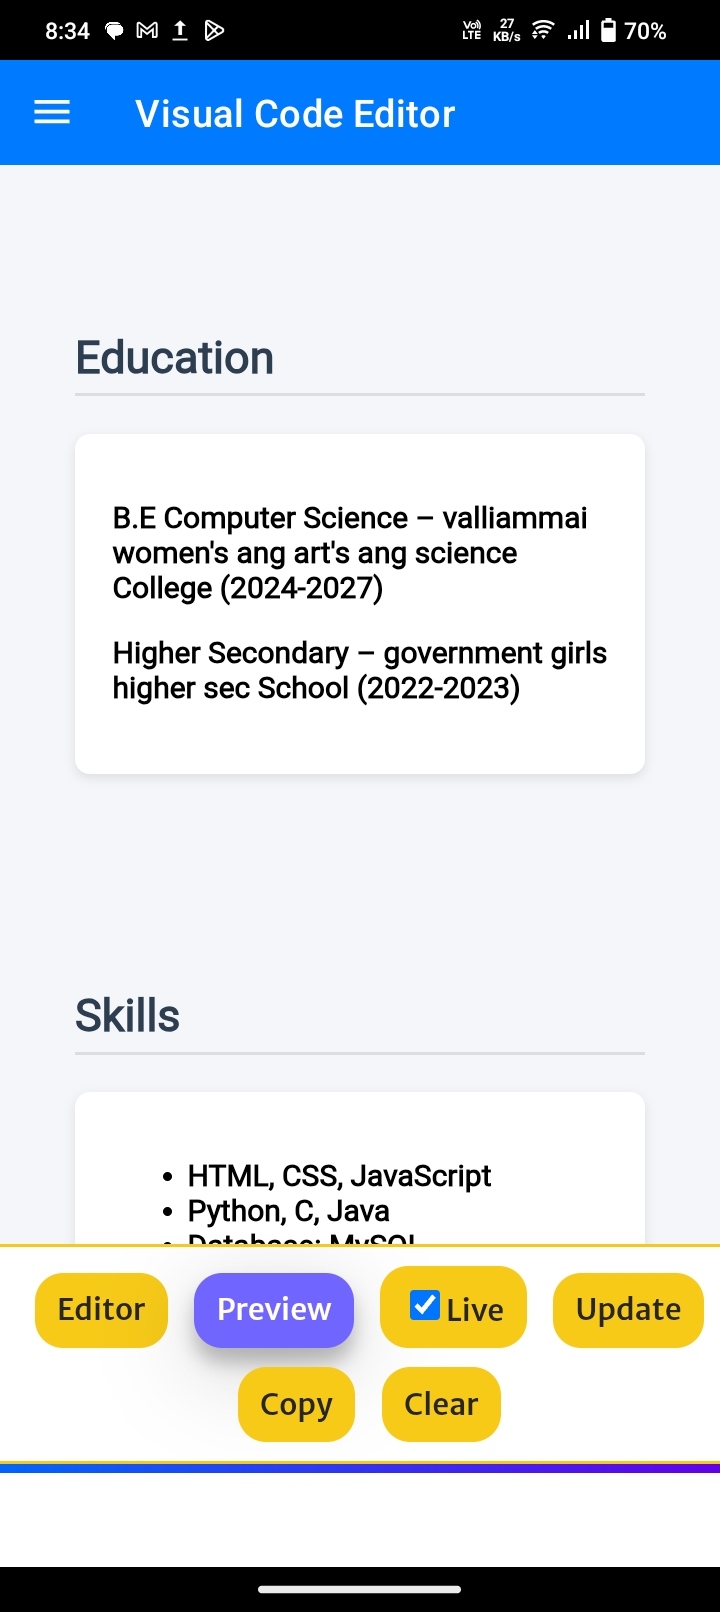 8:34
Vo)
LTE
27
KB/s
70%
Visual Code Editor
Education
B.E Computer Science – valliammai
women's ang art's ang science
College (2024-2027)
Higher Secondary – government girls
higher sec School (2022-2023)
Skills
• HTML, CSS, JavaScript
• Python, C, Java
• Database: MySQL
Editor
Preview
Live
Update
Copy
Clear